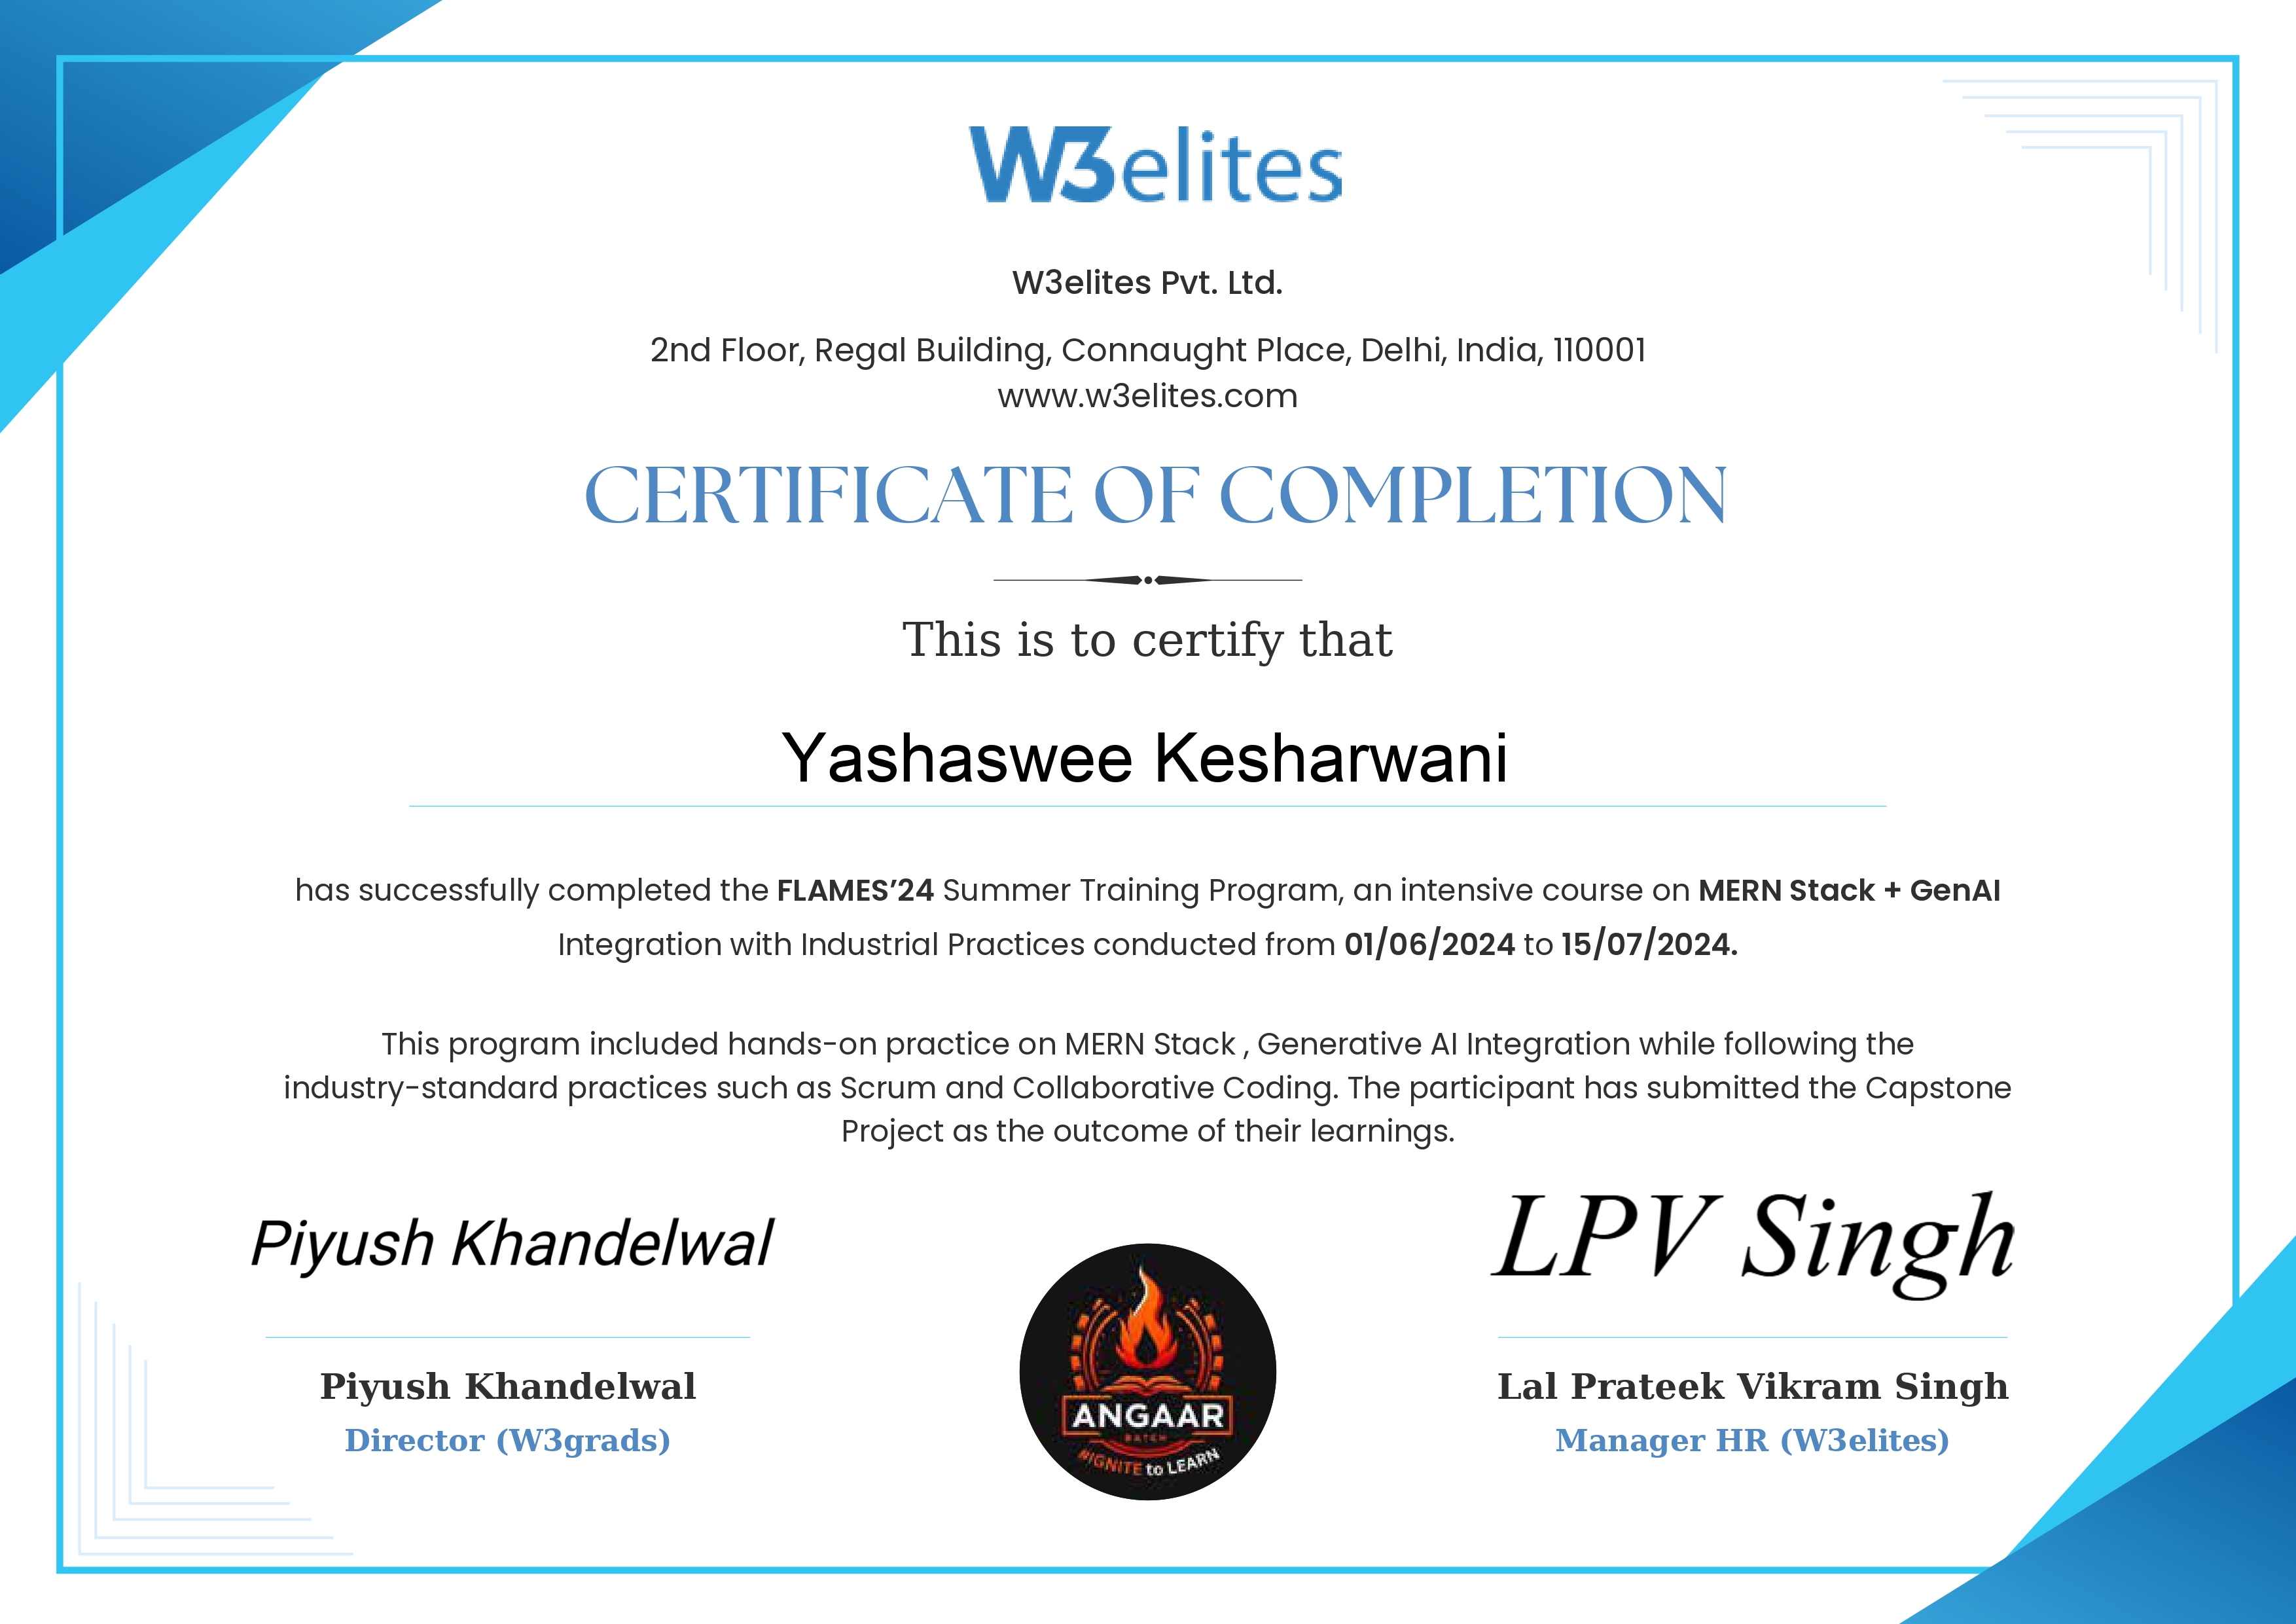 W3elites
W3elites Pvt. Ltd.
2nd Floor, Regal Building, Connaught Place, Delhi, India, 110001
www.w3elites.com
CERTIFICATE OF COMPLETION
This is to certify that
Yashaswee Kesharwani
has successfully completed the FLAMES’24 Summer Training Program, an intensive course on MERN Stack + GenAI
Integration with Industrial Practices conducted from 01/06/2024 to 15/07/2024.
This program included hands-on practice on MERN Stack , Generative AI Integration while following the
industry-standard practices such as Scrum and Collaborative Coding. The participant has submitted the Capstone
Project as the outcome of their learnings.
Piyush Khandelwal
Piyush Khandelwal
Director (W3grads)
ANGAAR
BATCH
#IGNITE to LEARN
LPV Singh
Lal Prateek Vikram Singh
Manager HR (W3elites)